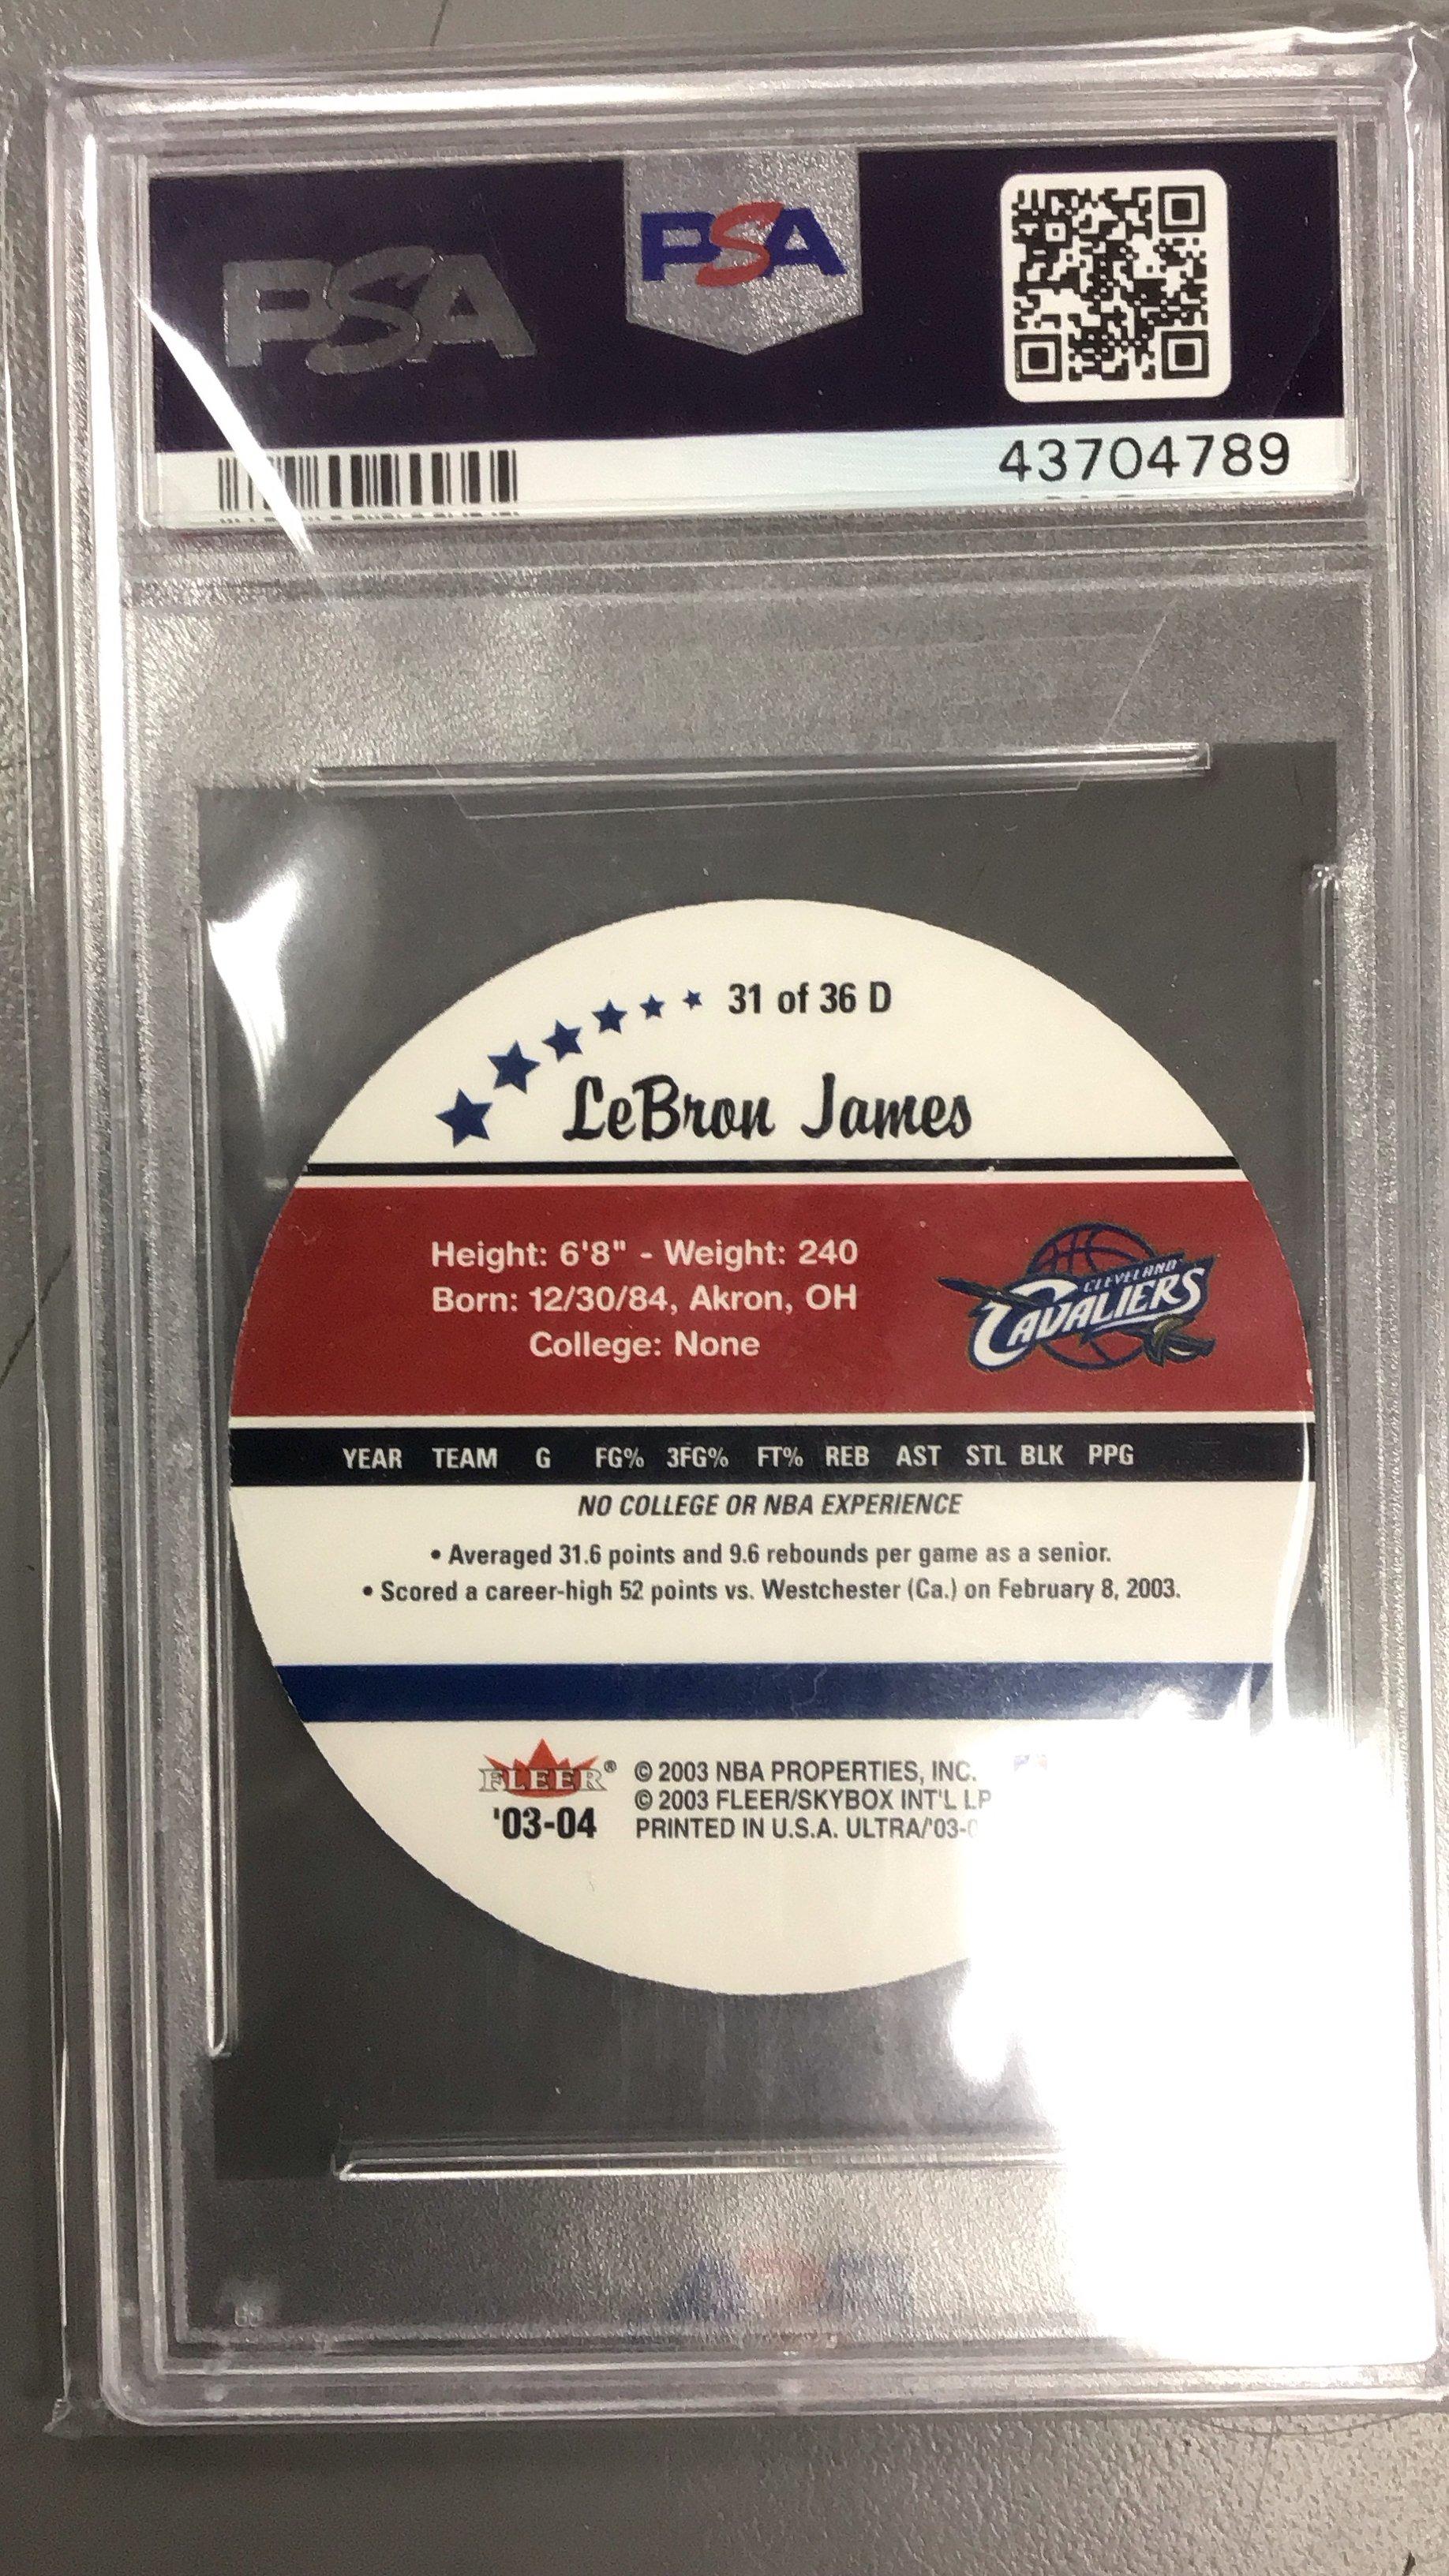 PSA
PSA
43704789
31 of 36 D
LeBron James
Height: 6'8" - Weight: 240
Born: 12/30/84, Akron, OH
College: None
CLEVELAND
CAVALIERS
YEAR TEAM G FG% 3FG% FT% REB AST STL BLK PPG
NO COLLEGE OR NBA EXPERIENCE
• Averaged 31.6 points and 9.6 rebounds per game as a senior.
• Scored a career-high 52 points vs. Westchester (Ca.) on February 8, 2003.
FLEER®
'03-04
© 2003 NBA PROPERTIES, INC.
© 2003 FLEER/SKYBOX INT'L LP
PRINTED IN U.S.A. ULTRA/'03-